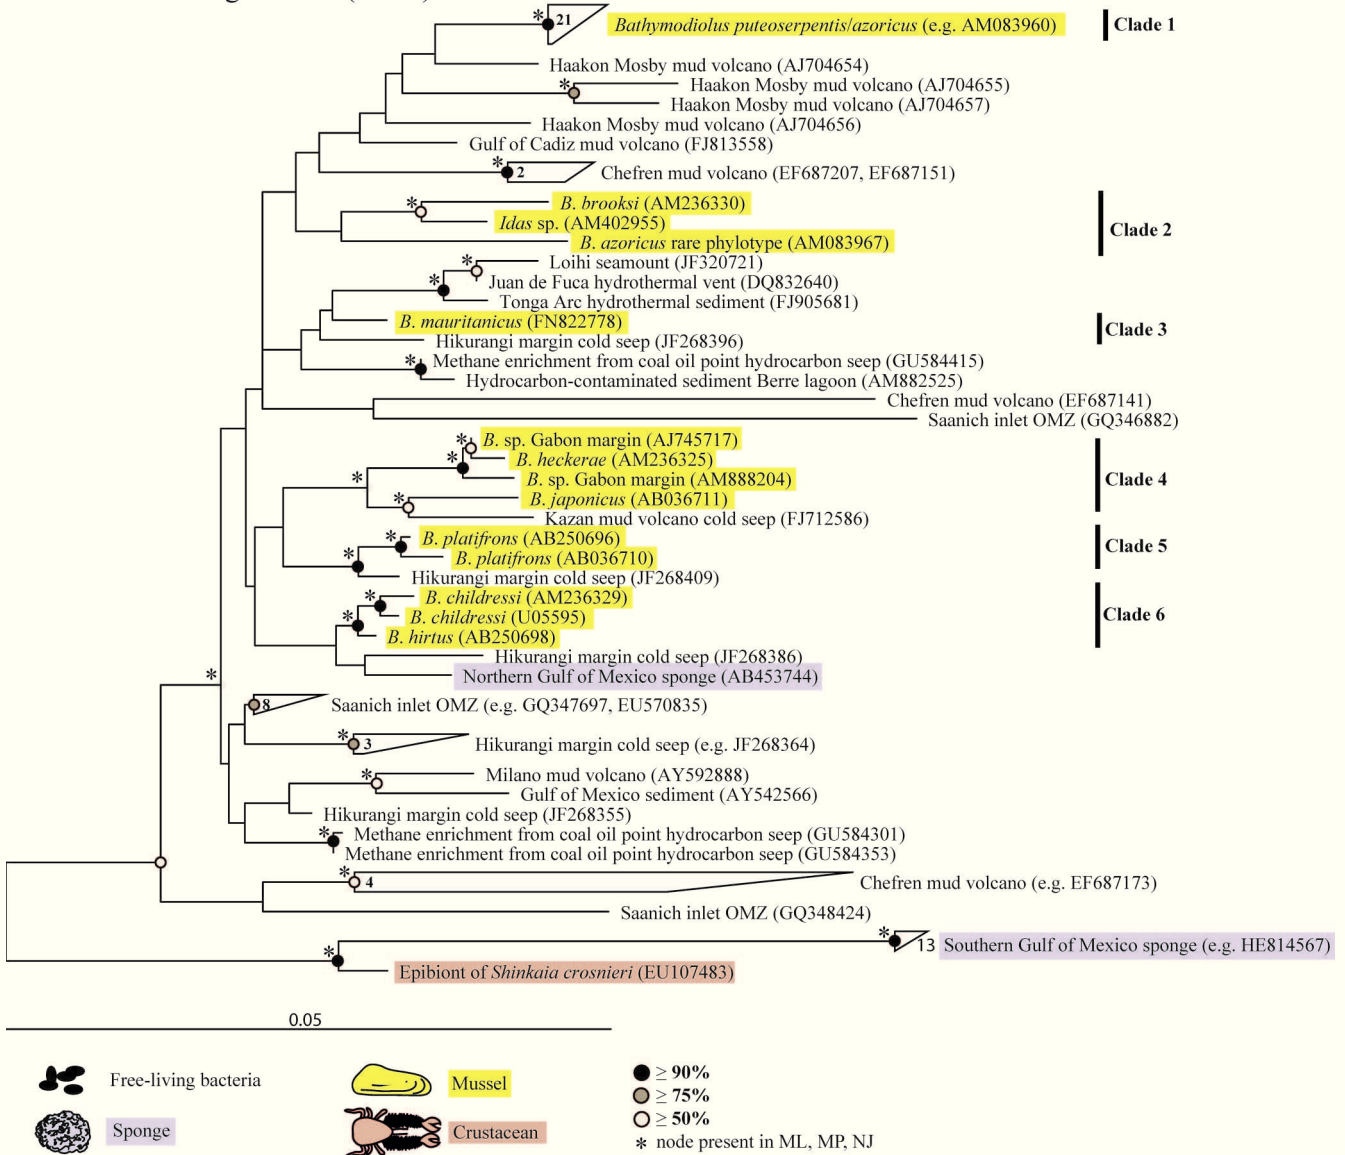 * 21
Bathymodiolus puteoserpentis/azoricus (e.g. AM083960)
Clade 1
Haakon Mosby mud volcano (AJ704654)
* Haakon Mosby mud volcano (AJ704655)
Haakon Mosby mud volcano (AJ704657)
Haakon Mosby mud volcano (AJ704656)
Gulf of Cadiz mud volcano (FJ813558)
* 2 Chefren mud volcano (EF687207, EF687151)
* B. brooksi (AM236330)
Idas sp. (AM402955)
Clade 2
B. azoricus rare phylotype (AM083967)
* Loihi seamount (JF320721)
* Juan de Fuca hydrothermal vent (DQ832640)
Tonga Arc hydrothermal sediment (FJ905681)
B. mauritanicus (FN822778)
Clade 3
Hikurangi margin cold seep (JF268396)
* Methane enrichment from coal oil point hydrocarbon seep (GU584415)
Hydrocarbon-contaminated sediment Berre lagoon (AM882525)
Chefren mud volcano (EF687141)
Saanich inlet OMZ (GQ346882)
* B. sp. Gabon margin (AJ745717)
* B. heckerae (AM236325)
* B. sp. Gabon margin (AM888204)
Clade 4
* B. japonicus (AB036711)
Kazan mud volcano cold seep (FJ712586)
* B. platifrons (AB250696)
Clade 5
* B. platifrons (AB036710)
Hikurangi margin cold seep (JF268409)
* B. childressi (AM236329)
* B. childressi (U05595)
Clade 6
B. hirtus (AB250698)
Hikurangi margin cold seep (JF268386)
* Northern Gulf of Mexico sponge (AB453744)
8 Saanich inlet OMZ (e.g. GQ347697, EU570835)
* 3 Hikurangi margin cold seep (e.g. JF268364)
* Milano mud volcano (AY592888)
Gulf of Mexico sediment (AY542566)
Hikurangi margin cold seep (JF268355)
* Methane enrichment from coal oil point hydrocarbon seep (GU584301)
Methane enrichment from coal oil point hydrocarbon seep (GU584353)
* 4 Chefren mud volcano (e.g. EF687173)
Saanich inlet OMZ (GQ348424)
* 13 Southern Gulf of Mexico sponge (e.g. HE814567)
* Epibiont of Shinkaia crosnieri (EU107483)
0.05
Free-living bacteria
Mussel
Sponge
Crustacean
≥ 90%
≥ 75%
≥ 50%
* node present in ML, MP, NJ